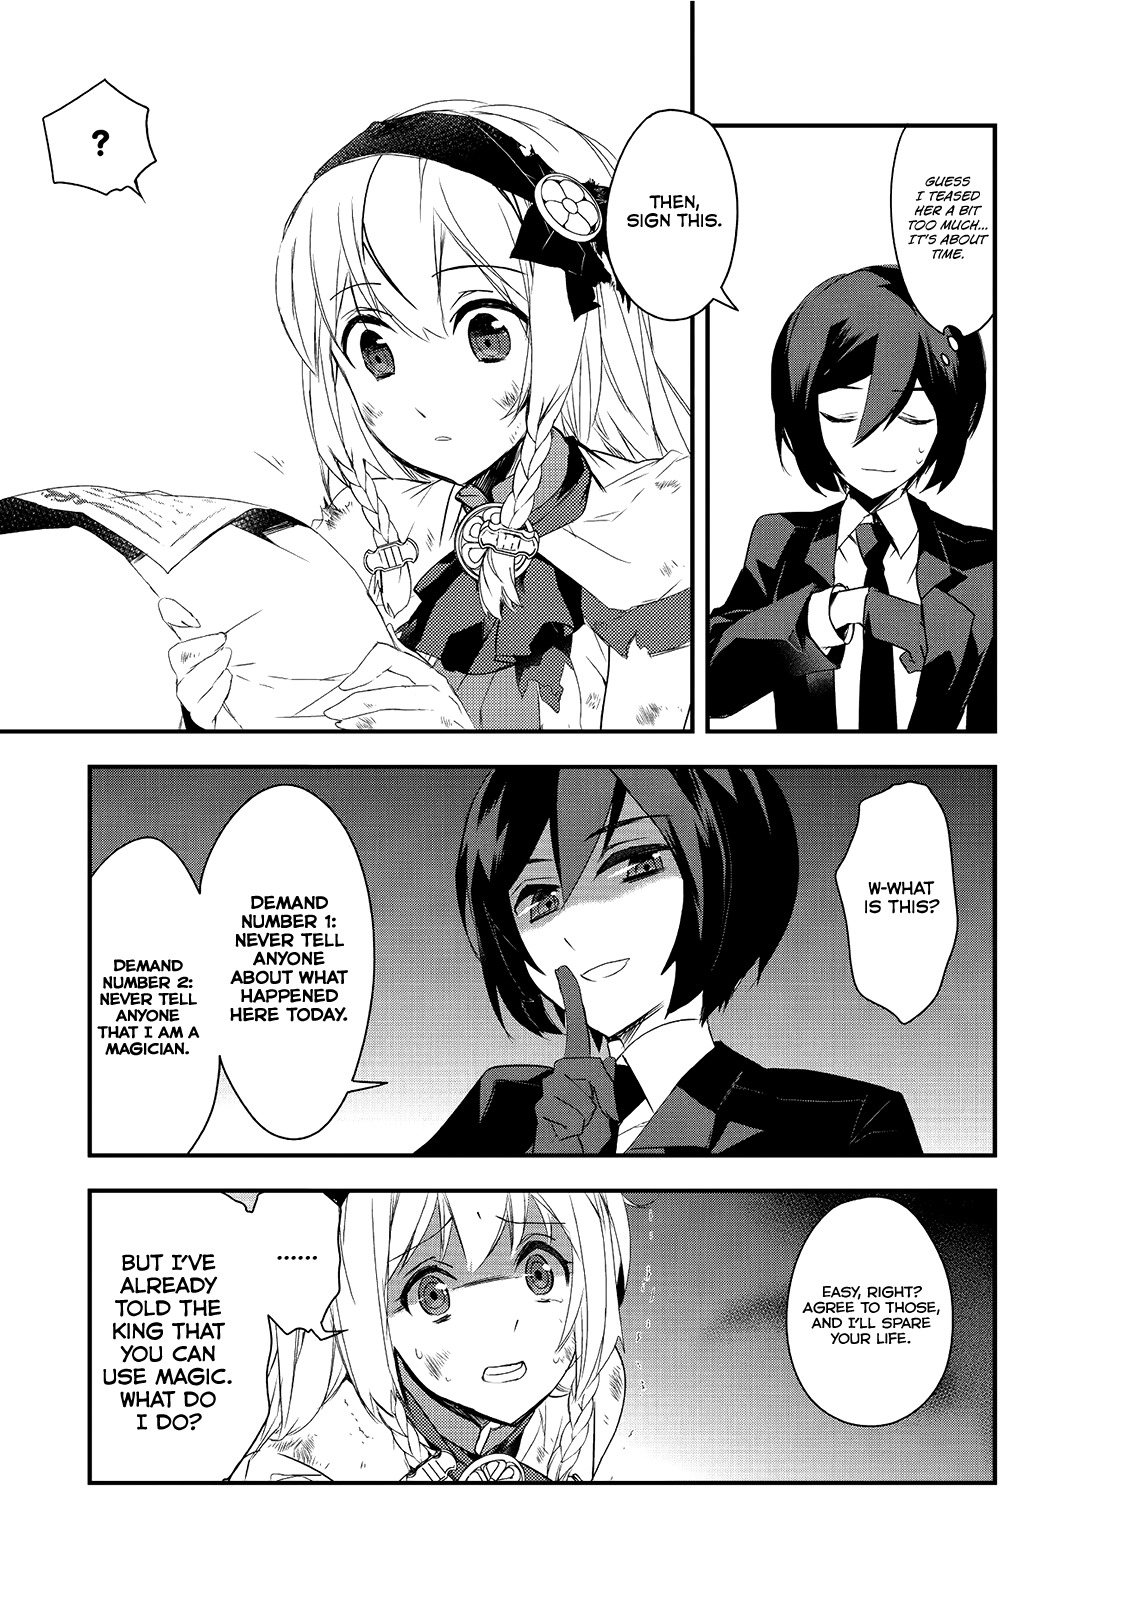 GUESS
I TEASED
HER A BIT
TOO MUCH...
IT'S ABOUT
TIME.
THEN,
SIGN THIS.
?
W-WHAT
IS THIS?
DEMAND
NUMBER 1:
NEVER TELL
ANYONE
ABOUT WHAT
HAPPENED
HERE TODAY.
DEMAND
NUMBER 2:
NEVER TELL
ANYONE
THAT I AM A
MAGICIAN.
EASY, RIGHT?
AGREE TO THOSE,
AND I'LL SPARE
YOUR LIFE.
......
BUT I'VE
ALREADY
TOLD THE
KING THAT
YOU CAN
USE MAGIC.
WHAT DO
I DO?